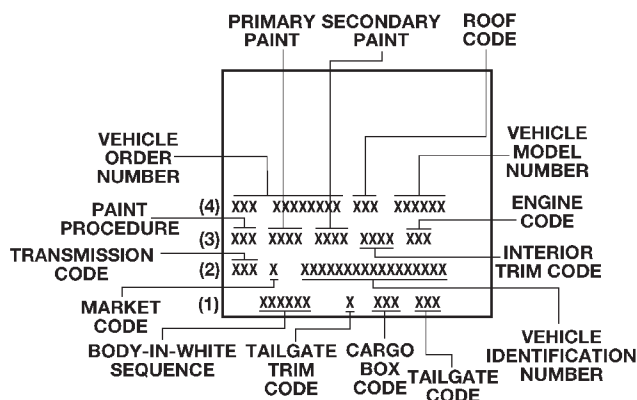 PRIMARY PAINT
SECONDARY PAINT
ROOF CODE
VEHICLE ORDER NUMBER
VEHICLE MODEL NUMBER
(4) XXX XXXXXXXX XXX XXXXXX
PAINT PROCEDURE
ENGINE CODE
(3) XXX XXXX XXXX XXXX XXX
TRANSMISSION CODE
INTERIOR TRIM CODE
(2) XXX X XXXXXXXXXXXXXXXXX
MARKET CODE
(1) XXXXXX X XXX XXX
BODY-IN-WHITE SEQUENCE
TAILGATE TRIM CODE
CARGO BOX CODE
TAILGATE CODE
VEHICLE IDENTIFICATION NUMBER